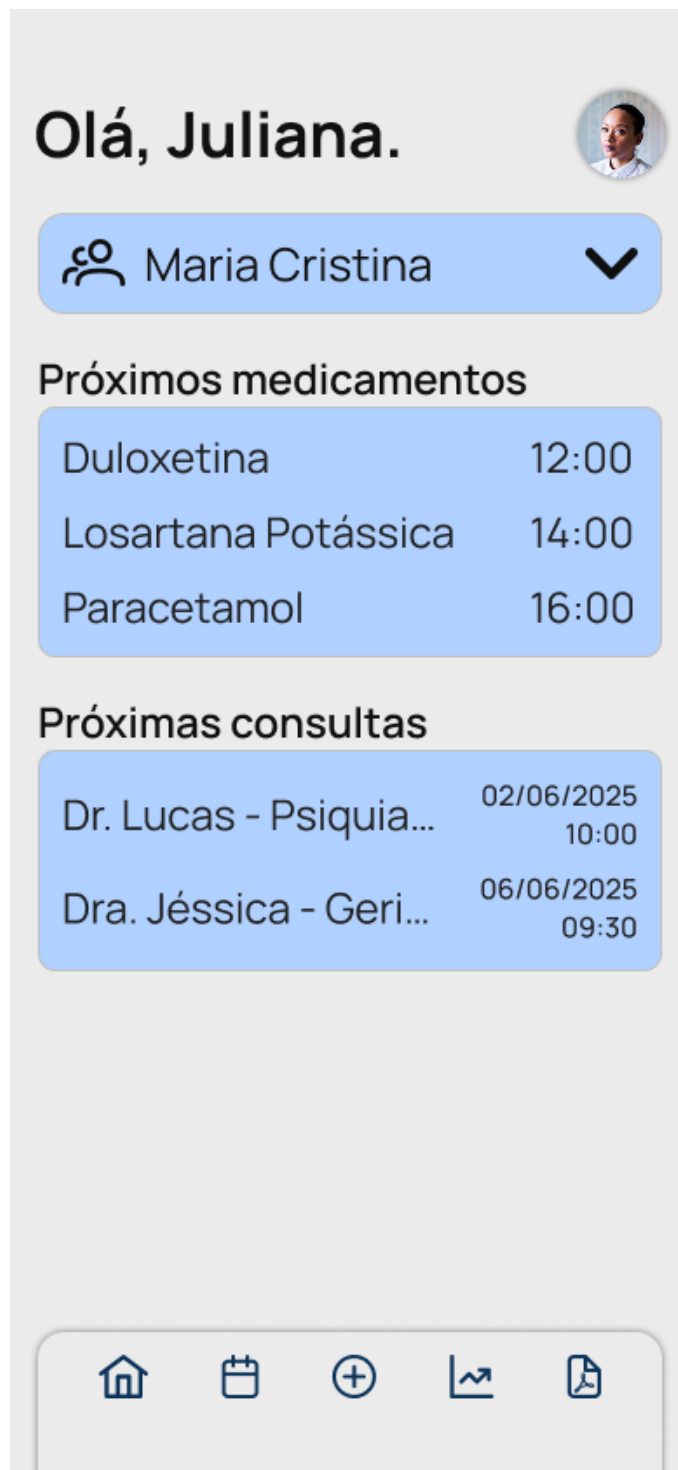 Olá, Juliana.
Maria Cristina
Próximos medicamentos
Duloxetina 12:00
Losartana Potássica 14:00
Paracetamol 16:00
Próximas consultas
Dr. Lucas - Psiquia... 02/06/2025
10:00
Dra. Jéssica - Geri... 06/06/2025
09:30